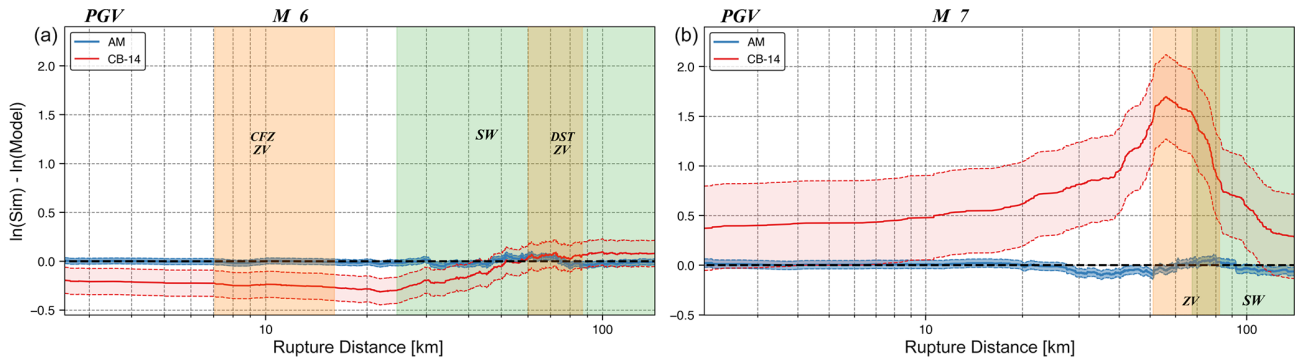 PGV M 6
(a)
AM
CB-14
CFZ
ZV
SW
DST
ZV
2.0
1.5
1.0
0.5
0.0
−0.5
ln(Sim) - ln(Model)
10
100
Rupture Distance [km]
PGV M 7
(b)
AM
CB-14
ZV
SW
2.0
1.5
1.0
0.5
0.0
−0.5
10
100
Rupture Distance [km]